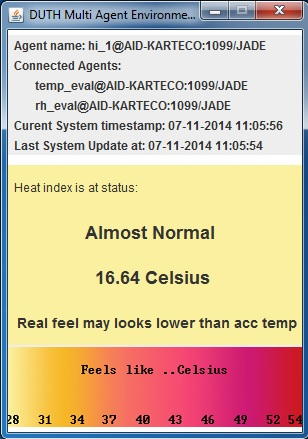 DUTH Multi Agent Environme...
Agent name: hi_1@AID-KARTECO:1099/JADE
Connected Agents:
temp_eval@AID-KARTECO:1099/JADE
rh_eval@AID-KARTECO:1099/JADE
Curent System timestamp: 07-11-2014 11:05:56
Last System Update at: 07-11-2014 11:05:54
Heat index is at status:
Almost Normal
16.64 Celsius
Real feel may looks lower than acc temp
Feels like ..Celsius
28 31 34 37 40 43 46 49 52 54